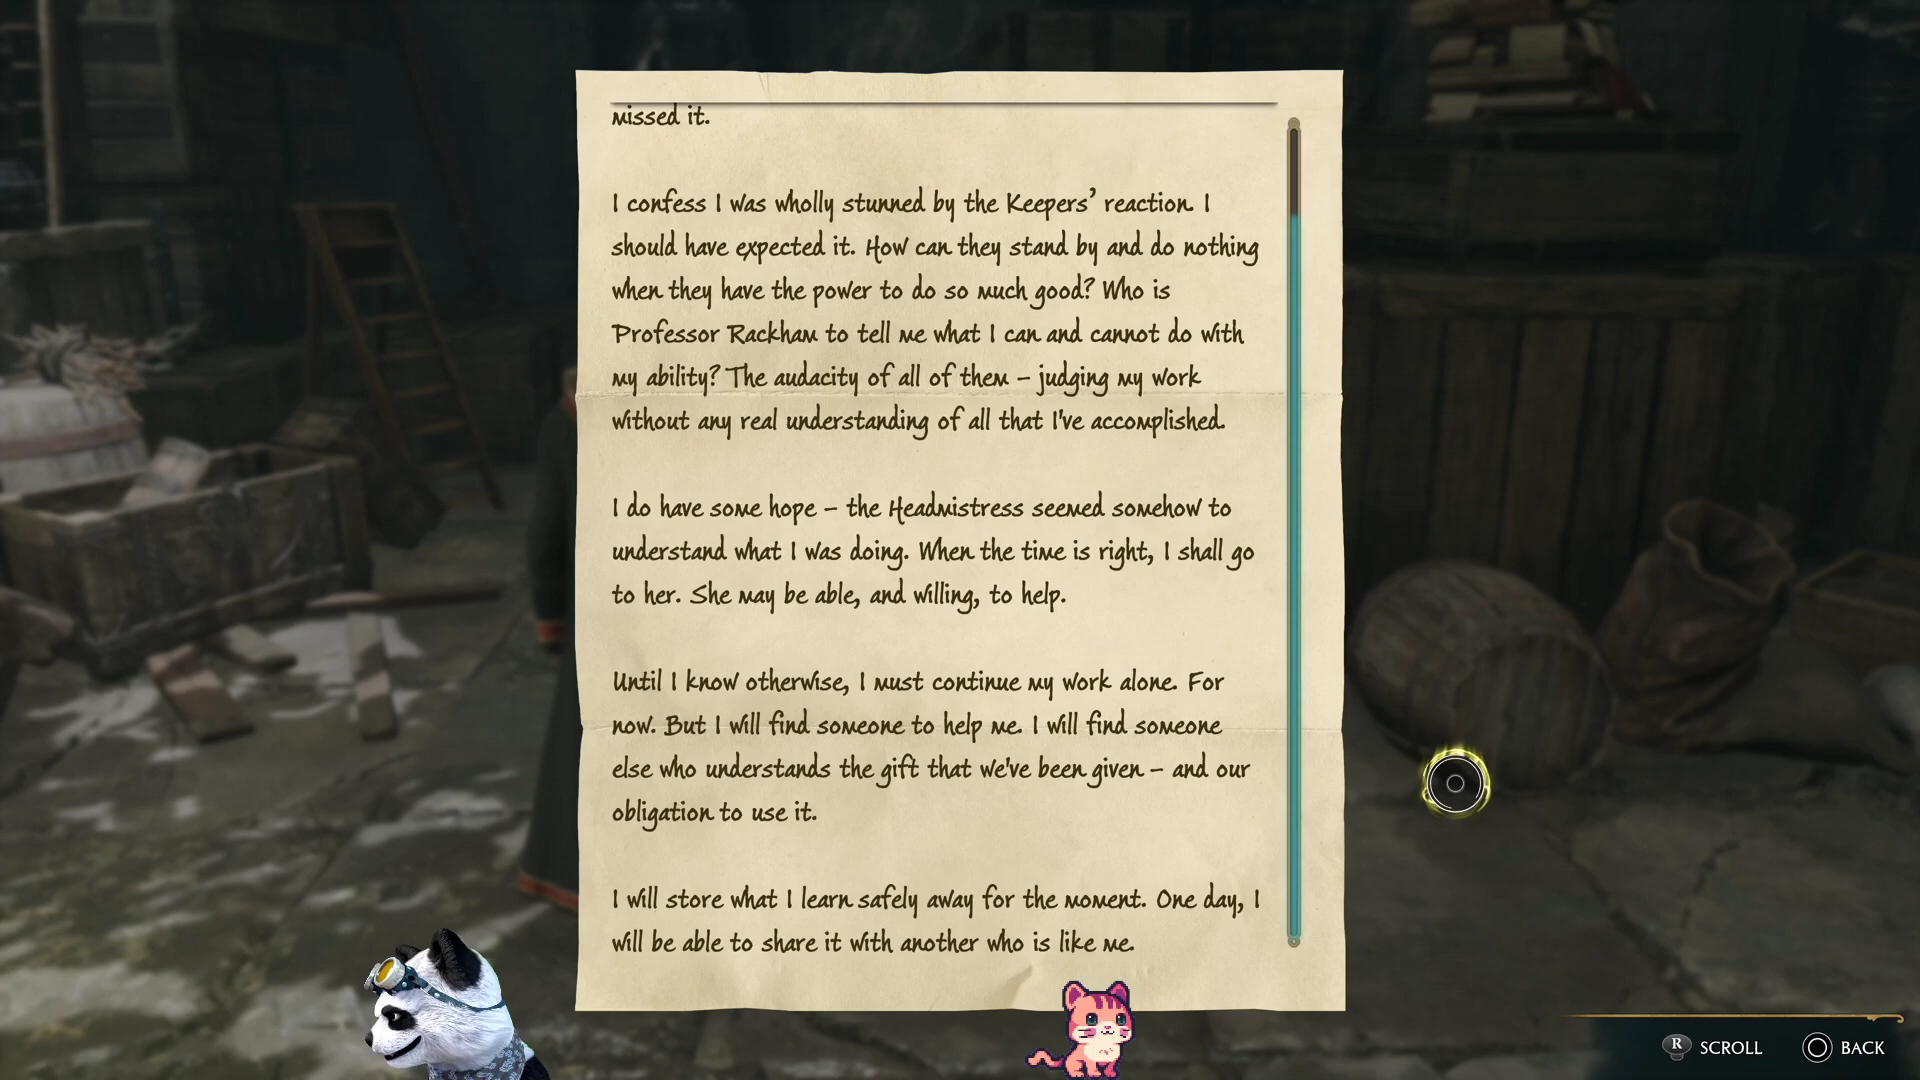 missed it.
I confess I was wholly stunned by the Keepers' reaction. I
should have expected it. How can they stand by and do nothing
when they have the power to do so much good? Who is
Professor Rackham to tell me what I can and cannot do with
my ability? The audacity of all of them – judging my work
without any real understanding of all that I've accomplished.
I do have some hope – the Headmistress seemed somehow to
understand what I was doing. When the time is right, I shall go
to her. She may be able, and willing, to help.
Until I know otherwise, I must continue my work alone. For
now. But I will find someone to help me. I will find someone
else who understands the gift that we've been given – and our
obligation to use it.
I will store what I learn safely away for the moment. One day, I
will be able to share it with another who is like me.
R SCROLL BACK